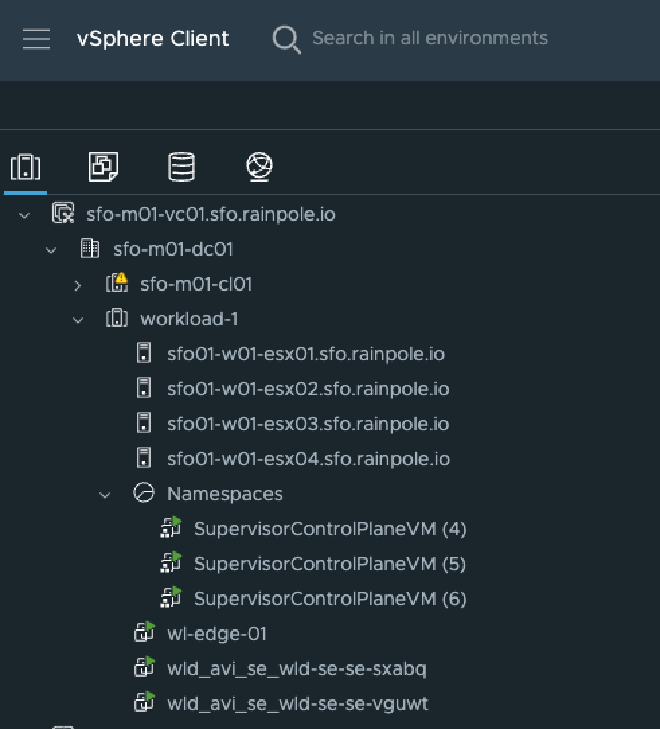 vSphere Client Search in all environments
sfo-m01-vc01.sfo.rainpole.io
sfo-m01-dc01
sfo-m01-cl01
workload-1
sfo01-w01-esx01.sfo.rainpole.io
sfo01-w01-esx02.sfo.rainpole.io
sfo01-w01-esx03.sfo.rainpole.io
sfo01-w01-esx04.sfo.rainpole.io
Namespaces
SupervisorControlPlaneVM (4)
SupervisorControlPlaneVM (5)
SupervisorControlPlaneVM (6)
wl-edge-01
wld_avi_se_wld-se-se-sxabq
wld_avi_se_wld-se-se-vguwt